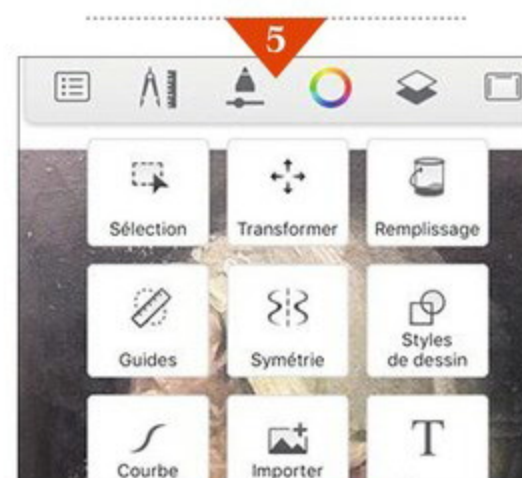 5
Sélection
Transformer
Remplissage
Guides
Symétrie
Styles
de dessin
Courbe
Importer
T